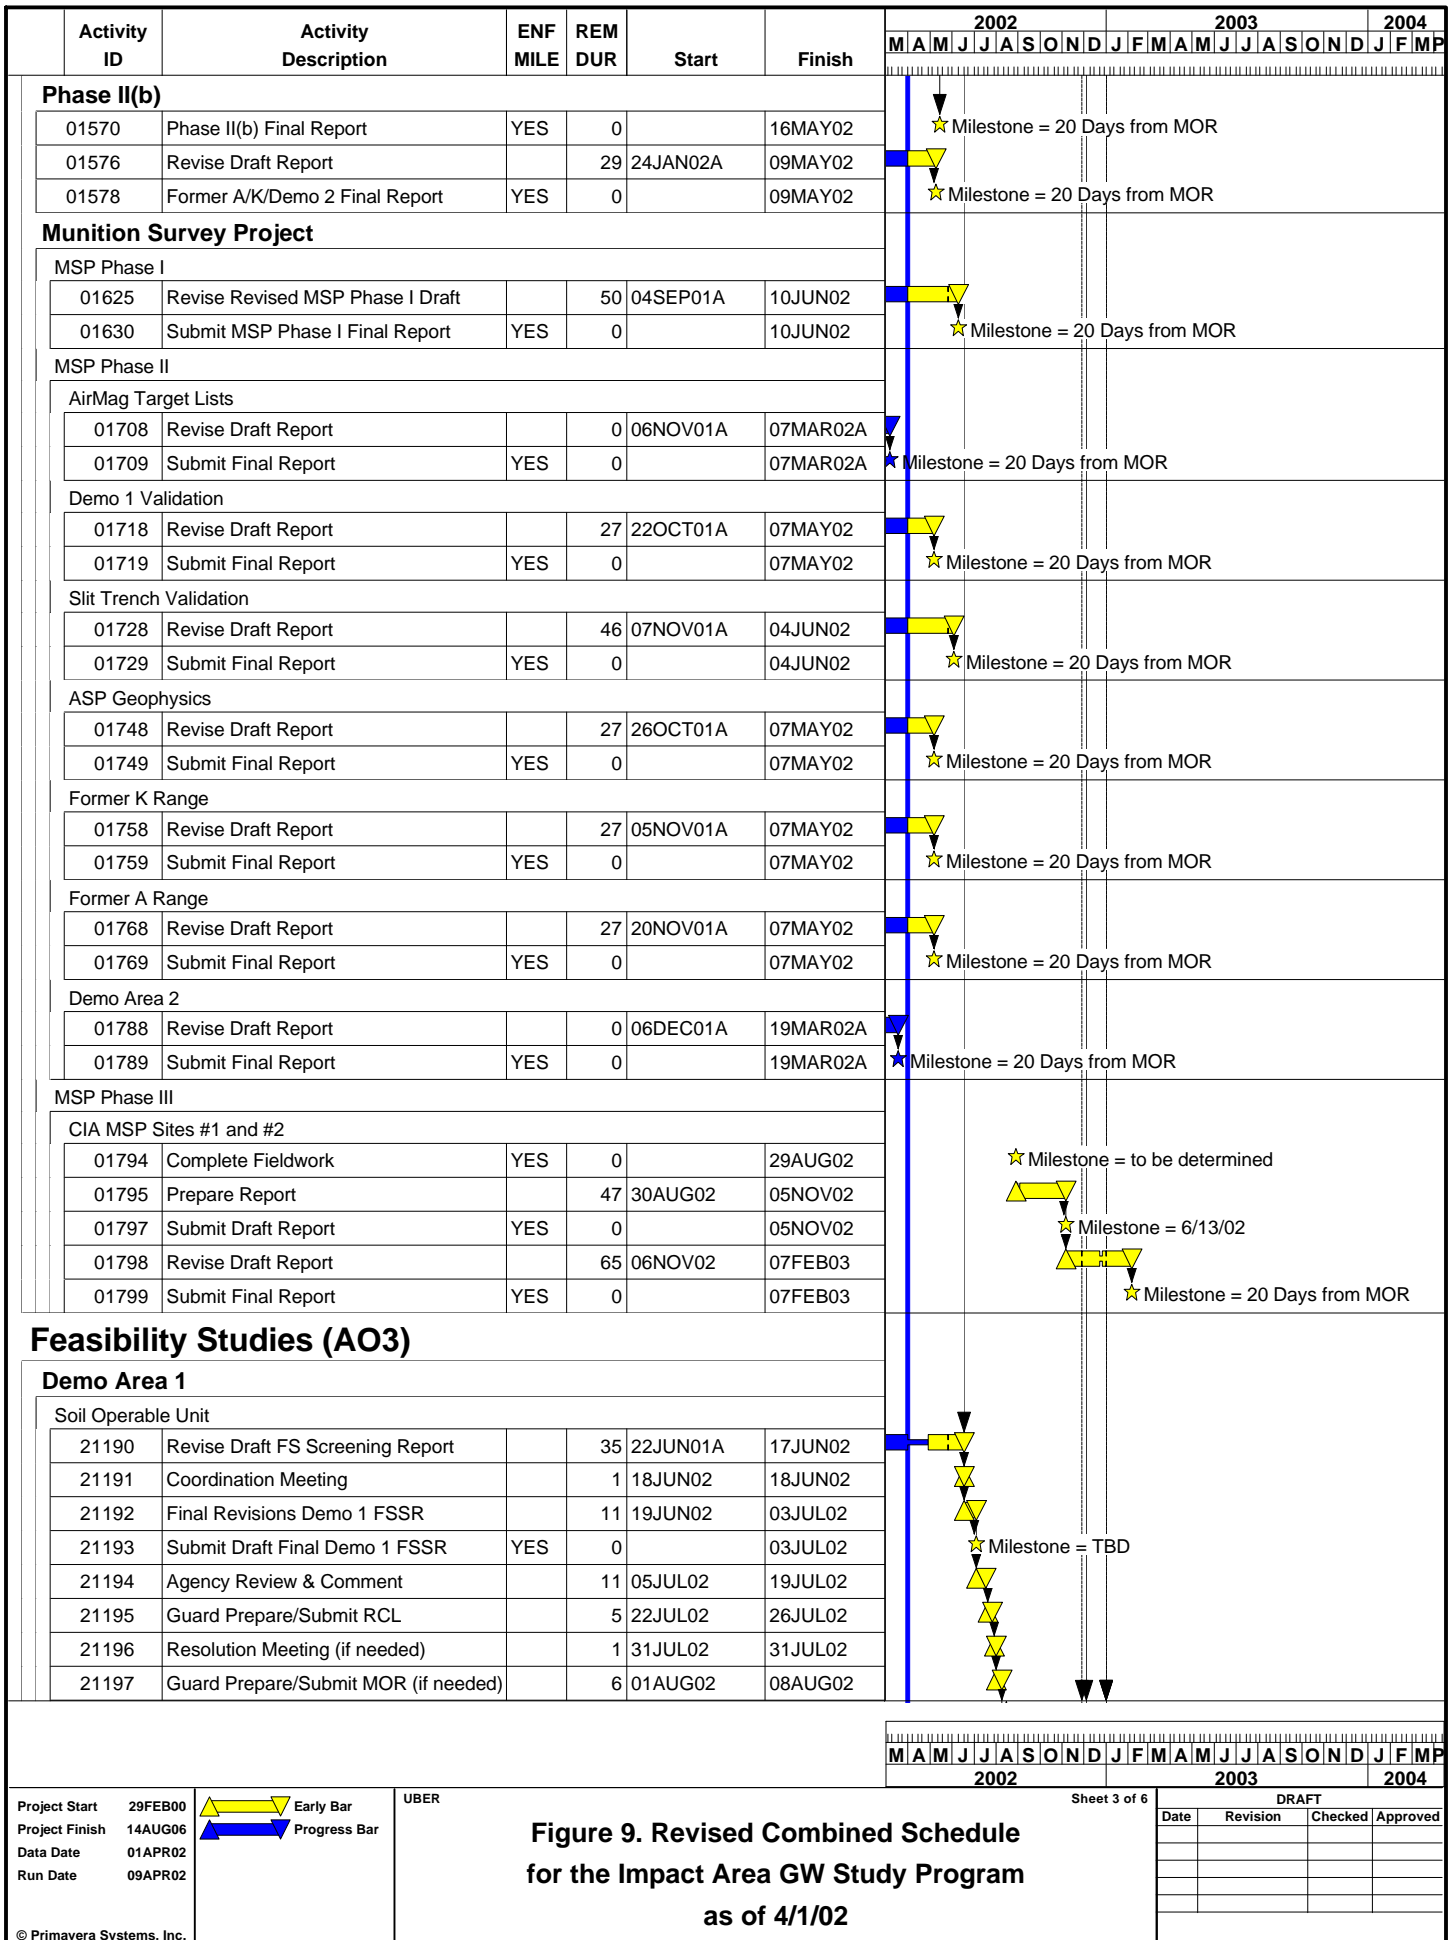 Activity ID Activity Description ENF MILE REM DUR Start Finish 2002 2003 2004
M A M J J A S O N D J F M A M J J A S O N D J F M P
Phase II(b)
01570 Phase II(b) Final Report YES 0 16MAY02 Milestone = 20 Days from MOR
01576 Revise Draft Report 29 24JAN02A 09MAY02
01578 Former A/K/Demo 2 Final Report YES 0 09MAY02 Milestone = 20 Days from MOR
Munition Survey Project
MSP Phase I
01625 Revise Revised MSP Phase I Draft 50 04SEP01A 10JUN02
01630 Submit MSP Phase I Final Report YES 0 10JUN02 Milestone = 20 Days from MOR
MSP Phase II
AirMag Target Lists
01708 Revise Draft Report 0 06NOV01A 07MAR02A
01709 Submit Final Report YES 0 07MAR02A Milestone = 20 Days from MOR
Demo 1 Validation
01718 Revise Draft Report 27 22OCT01A 07MAY02
01719 Submit Final Report YES 0 07MAY02 Milestone = 20 Days from MOR
Slit Trench Validation
01728 Revise Draft Report 46 07NOV01A 04JUN02
01729 Submit Final Report YES 0 04JUN02 Milestone = 20 Days from MOR
ASP Geophysics
01748 Revise Draft Report 27 26OCT01A 07MAY02
01749 Submit Final Report YES 0 07MAY02 Milestone = 20 Days from MOR
Former K Range
01758 Revise Draft Report 27 05NOV01A 07MAY02
01759 Submit Final Report YES 0 07MAY02 Milestone = 20 Days from MOR
Former A Range
01768 Revise Draft Report 27 20NOV01A 07MAY02
01769 Submit Final Report YES 0 07MAY02 Milestone = 20 Days from MOR
Demo Area 2
01788 Revise Draft Report 0 06DEC01A 19MAR02A
01789 Submit Final Report YES 0 19MAR02A Milestone = 20 Days from MOR
MSP Phase III
CIA MSP Sites #1 and #2
01794 Complete Fieldwork YES 0 29AUG02 Milestone = to be determined
01795 Prepare Report 47 30AUG02 05NOV02
01797 Submit Draft Report YES 0 05NOV02 Milestone = 6/13/02
01798 Revise Draft Report 65 06NOV02 07FEB03
01799 Submit Final Report YES 0 07FEB03 Milestone = 20 Days from MOR
Feasibility Studies (AO3)
Demo Area 1
Soil Operable Unit
21190 Revise Draft FS Screening Report 35 22JUN01A 17JUN02
21191 Coordination Meeting 1 18JUN02 18JUN02
21192 Final Revisions Demo 1 FSSR 11 19JUN02 03JUL02
21193 Submit Draft Final Demo 1 FSSR YES 0 03JUL02 Milestone = TBD
21194 Agency Review & Comment 11 05JUL02 19JUL02
21195 Guard Prepare/Submit RCL 5 22JUL02 26JUL02
21196 Resolution Meeting (if needed) 1 31JUL02 31JUL02
21197 Guard Prepare/Submit MOR (if needed) 6 01AUG02 08AUG02
M A M J J A S O N D J F M A M J J A S O N D J F M P
2002 2003 2004
Project Start 29FEB00
Project Finish 14AUG06
Data Date 01APR02
Run Date 09APR02
© Primavera Systems, Inc.
Early Bar
Progress Bar
UBER
Figure 9. Revised Combined Schedule
for the Impact Area GW Study Program
as of 4/1/02
Sheet 3 of 6
DRAFT
Date Revision Checked Approved